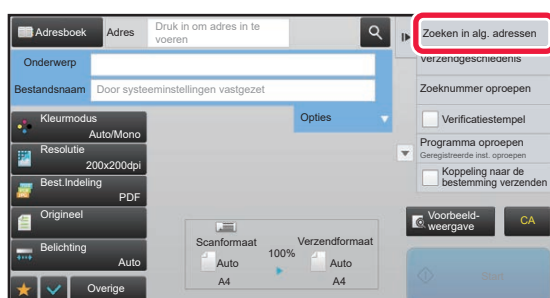 Adresboek
Adres
Druk in om adres in te
voeren
Zoeken in alg. adressen
Onderwerp
Verzendgeschiedenis
Bestandsnaam
Door systeeminstellingen vastgezet
Zoeknummer oproepen
Kleurmodus
Auto/Mono
Opties
Verificatiestempel
Resolutie
200x200dpi
Programma oproepen
Geregistreerde inst. oproepen
Best.Indeling
PDF
Koppeling naar de
bestemming verzenden
Origineel
Voorbeeld-
weergave
CA
Belichting
Auto
Scanformaat
Auto
A4
100%
Verzendformaat
Auto
A4
Overige
Start